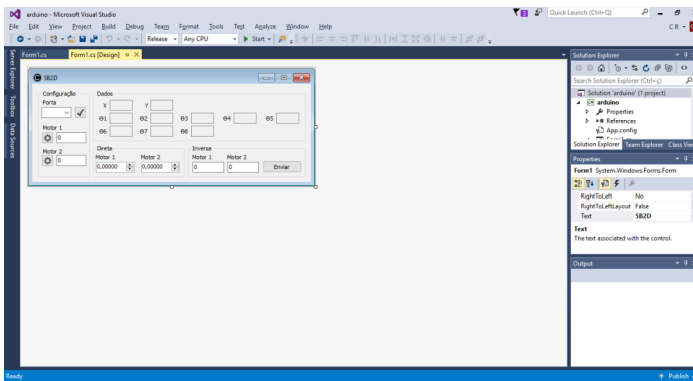 arduino - Microsoft Visual Studio
8 Quick Launch (Ctrl+Q)
File Edit View Project Build Debug Team Format Tools Test Analyze Window Help C R
Release Any CPU Start
Server Explorer
Toolbox
Data Sources
Form1.cs Form1.cs [Design]
5B2D
Configuração
Porta
Motor 1
0
Motor 2
0
Dados
X Y
θ1 θ2 θ3 θ4 θ5
θ6 θ7 θ8
Direta
Motor 1 Motor 2
0,00000 0,00000
Inversa
Motor 1 Motor 2
0 0 Enviar
Solution Explorer
Search Solution Explorer (Ctrl+ç)
Solution 'arduino' (1 project)
arduino
Properties
References
App.config
Solution Explorer Team Explorer Class View
Properties
Form1 System.Windows.Forms.Form
RightToLeft No
RightToLeftLayout False
Text 5B2D
Text
The text associated with the control.
Output
Ready Publish